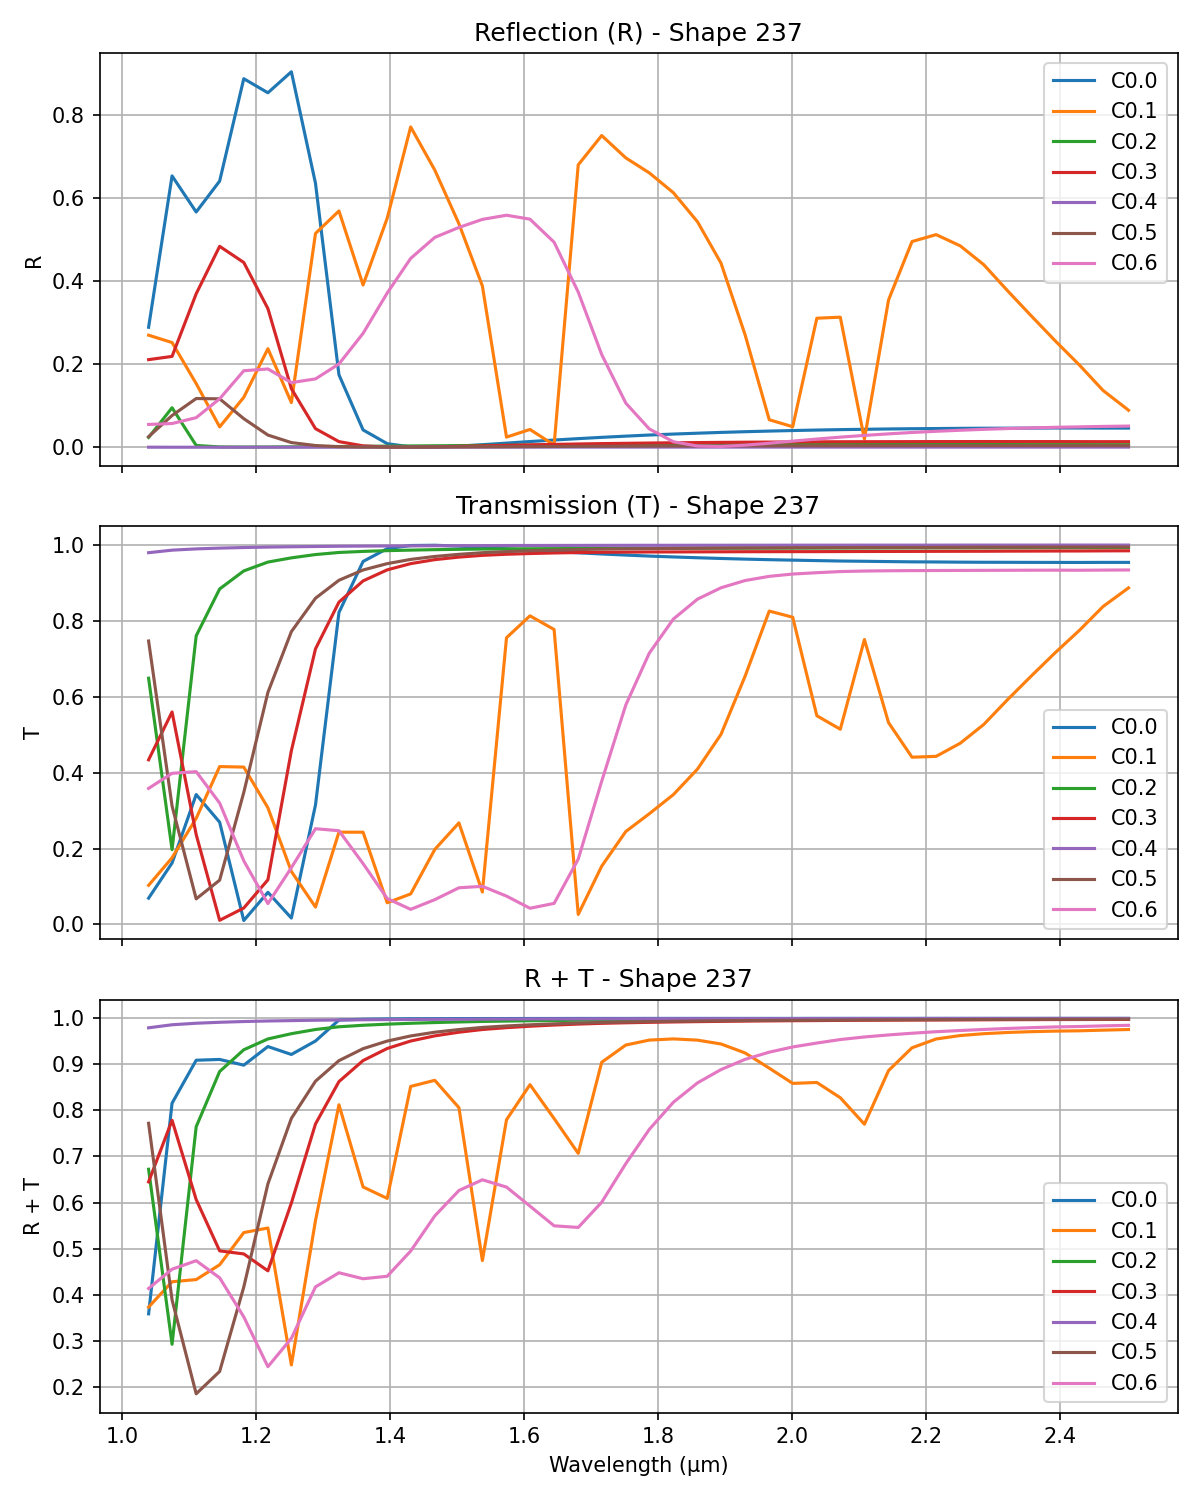 Reflection (R) - Shape 237
0.8
0.6
0.4
0.2
0.0
R
C0.0
C0.1
C0.2
C0.3
C0.4
C0.5
C0.6
Transmission (T) - Shape 237
1.0
0.8
0.6
0.4
0.2
0.0
T
C0.0
C0.1
C0.2
C0.3
C0.4
C0.5
C0.6
R + T - Shape 237
1.0
0.9
0.8
0.7
0.6
0.5
0.4
0.3
0.2
R + T
C0.0
C0.1
C0.2
C0.3
C0.4
C0.5
C0.6
1.0 1.2 1.4 1.6 1.8 2.0 2.2 2.4
Wavelength (μm)